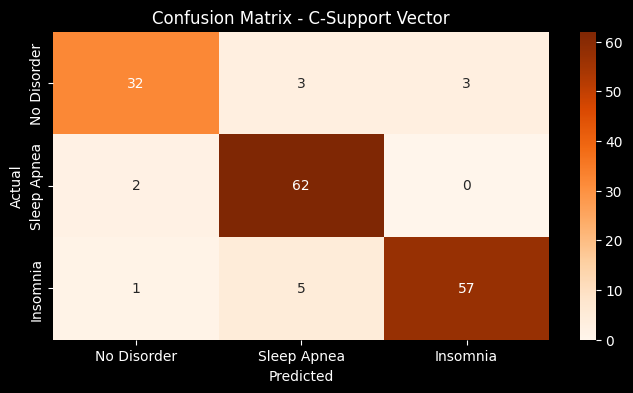 Confusion Matrix - C-Support Vector
Actual
No Disorder
Sleep Apnea
Insomnia
32 3 3
2 62 0
1 5 57
No Disorder Sleep Apnea Insomnia
Predicted
60
50
40
30
20
10
0